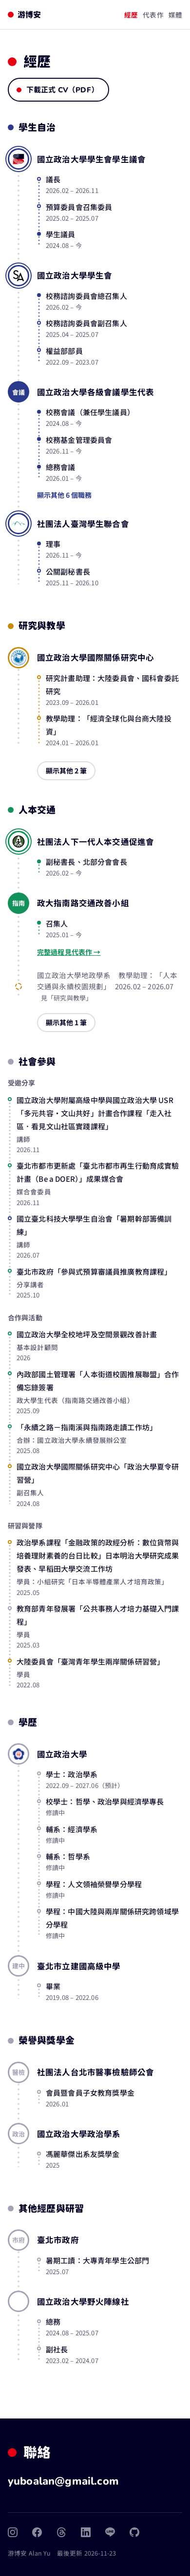 游博安
經歷 代表作 媒體
經歷
下載正式 CV（PDF）
學生自治
國立政治大學學生會學生議會
議長
2026.02 – 2026.11
預算委員會召集委員
2025.02 – 2025.07
學生議員
2024.08 – 今
國立政治大學學生會
校務諮詢委員會總召集人
2026.02 – 今
校務諮詢委員會副召集人
2025.04 – 2025.07
權益部部員
2022.09 – 2023.07
會議
國立政治大學各級會議學生代表
校務會議（兼任學生議員）
2024.08 – 今
校務基金管理委員會
2026.11 – 今
總務會議
2026.01 – 今
顯示其他 6 個職務
社團法人臺灣學生聯合會
理事
2026.11 – 今
公關副秘書長
2025.11 – 2026.10
研究與教學
國立政治大學國際關係研究中心
研究計畫助理：大陸委員會、國科會委託
研究
2023.09 – 2026.01
教學助理：「經濟全球化與台商大陸投
資」
2024.01 – 2026.01
顯示其他 2 筆
人本交通
社團法人下一代人本交通促進會
副秘書長、北部分會會長
2026.02 – 今
指南
政大指南路交通改善小組
召集人
2025.01 – 今
完整過程見代表作 →
國立政治大學地政學系 教學助理：「人本
交通與永續校園規劃」 2026.02 – 2026.07
見「研究與教學」
顯示其他 1 筆
社會參與
受邀分享
國立政治大學附屬高級中學與國立政治大學 USR
「多元共容・文山共好」計畫合作課程「走入社
區．看見文山社區實踐課程」
講師
2026.11
臺北市都市更新處「臺北市都市再生行動育成實驗
計畫（Be a DOER）」成果媒合會
媒合會委員
2026.11
國立臺北科技大學學生自治會「暑期幹部籌備訓
練」
講師
2026.07
臺北市政府「參與式預算審議員推廣教育課程」
分享講者
2025.10
合作與活動
國立政治大學全校地坪及空間景觀改善計畫
基本設計顧問
2026
內政部國土管理署「人本街道校園推展聯盟」合作
備忘錄簽署
政大學生代表（指南路交通改善小組）
2025.09
「永續之路－指南溪與指南路走讀工作坊」
合辦：國立政治大學永續發展辦公室
2025.08
國立政治大學國際關係研究中心「政治大學夏令研
習營」
副召集人
2024.08
研習與營隊
政治學系課程「金融政策的政經分析：數位貨幣與
培養理財素養的台日比較」日本明治大學研究成果
發表、早稻田大學交流工作坊
學員：小組研究「日本半導體產業人才培育政策」
2025.05
教育部青年發展署「公共事務人才培力基礎入門課
程」
學員
2025.03
大陸委員會「臺灣青年學生兩岸關係研習營」
學員
2022.08
學歷
國立政治大學
學士：政治學系
2022.09 – 2027.06（預計）
校學士：哲學、政治學與經濟學專長
修讀中
輔系：經濟學系
修讀中
輔系：哲學系
修讀中
學程：人文領袖榮譽學分學程
修讀中
學程：中國大陸與兩岸關係研究跨領域學
分學程
修讀中
建中
臺北市立建國高級中學
畢業
2019.08 – 2022.06
榮譽與獎學金
醫檢
社團法人台北市醫事檢驗師公會
會員暨會員子女教育獎學金
2026.01
政治
國立政治大學政治學系
馮麗華傑出系友獎學金
2025
其他經歷與研習
市府
臺北市政府
暑期工讀：大專青年學生公部門
2025.07
國立政治大學野火陣線社
總務
2024.08 – 2025.07
副社長
2023.02 – 2024.07
聯絡
yuboalan@gmail.com
游博安 Alan Yu 最後更新 2026-11-23